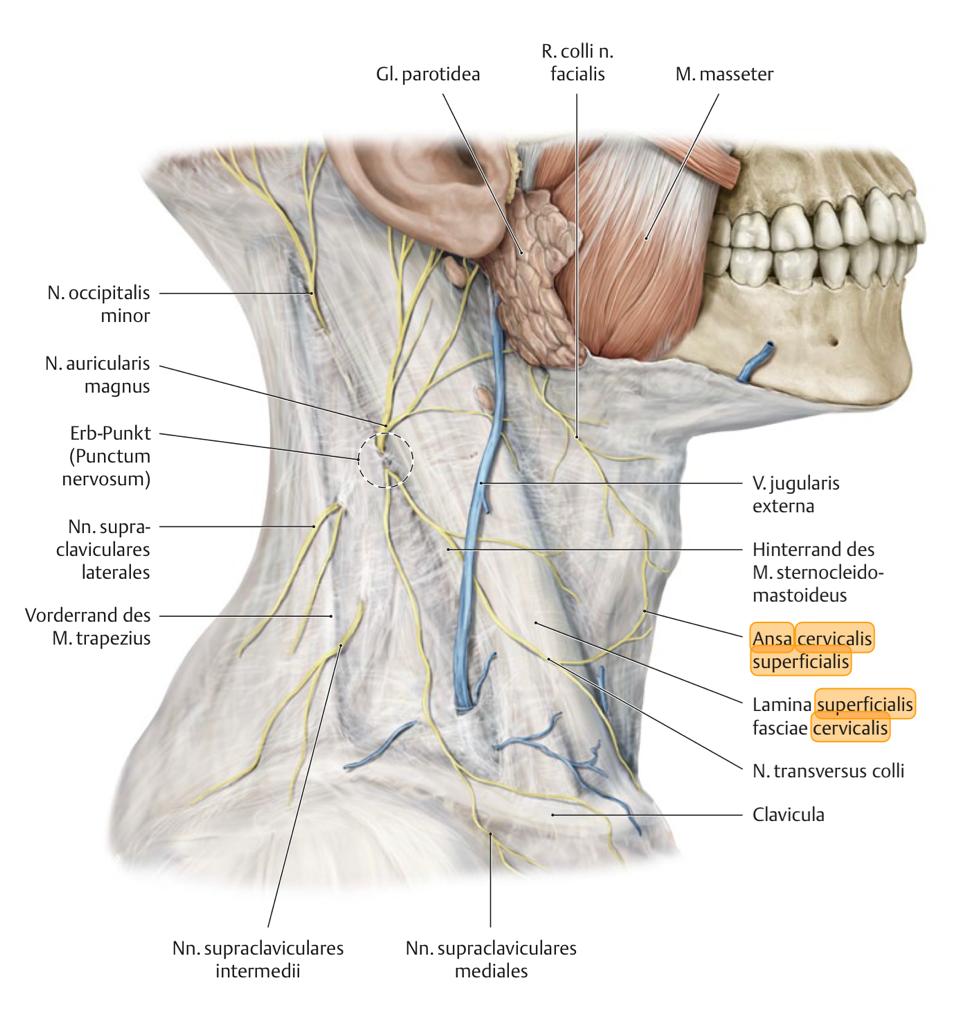 R. colli n.
facialis
Gl. parotidea
M. masseter
N. occipitalis
minor
N. auricularis
magnus
Erb-Punkt
(Punctum
nervosum)
Nn. supra-
claviculares
laterales
Vorderrand des
M. trapezius
V. jugularis
externa
Hinterrand des
M. sternocleido-
mastoideus
Ansa cervicalis
superficialis
Lamina superficialis
fasciae cervicalis
N. transversus colli
Clavicula
Nn. supraclaviculares
intermedii
Nn. supraclaviculares
mediales